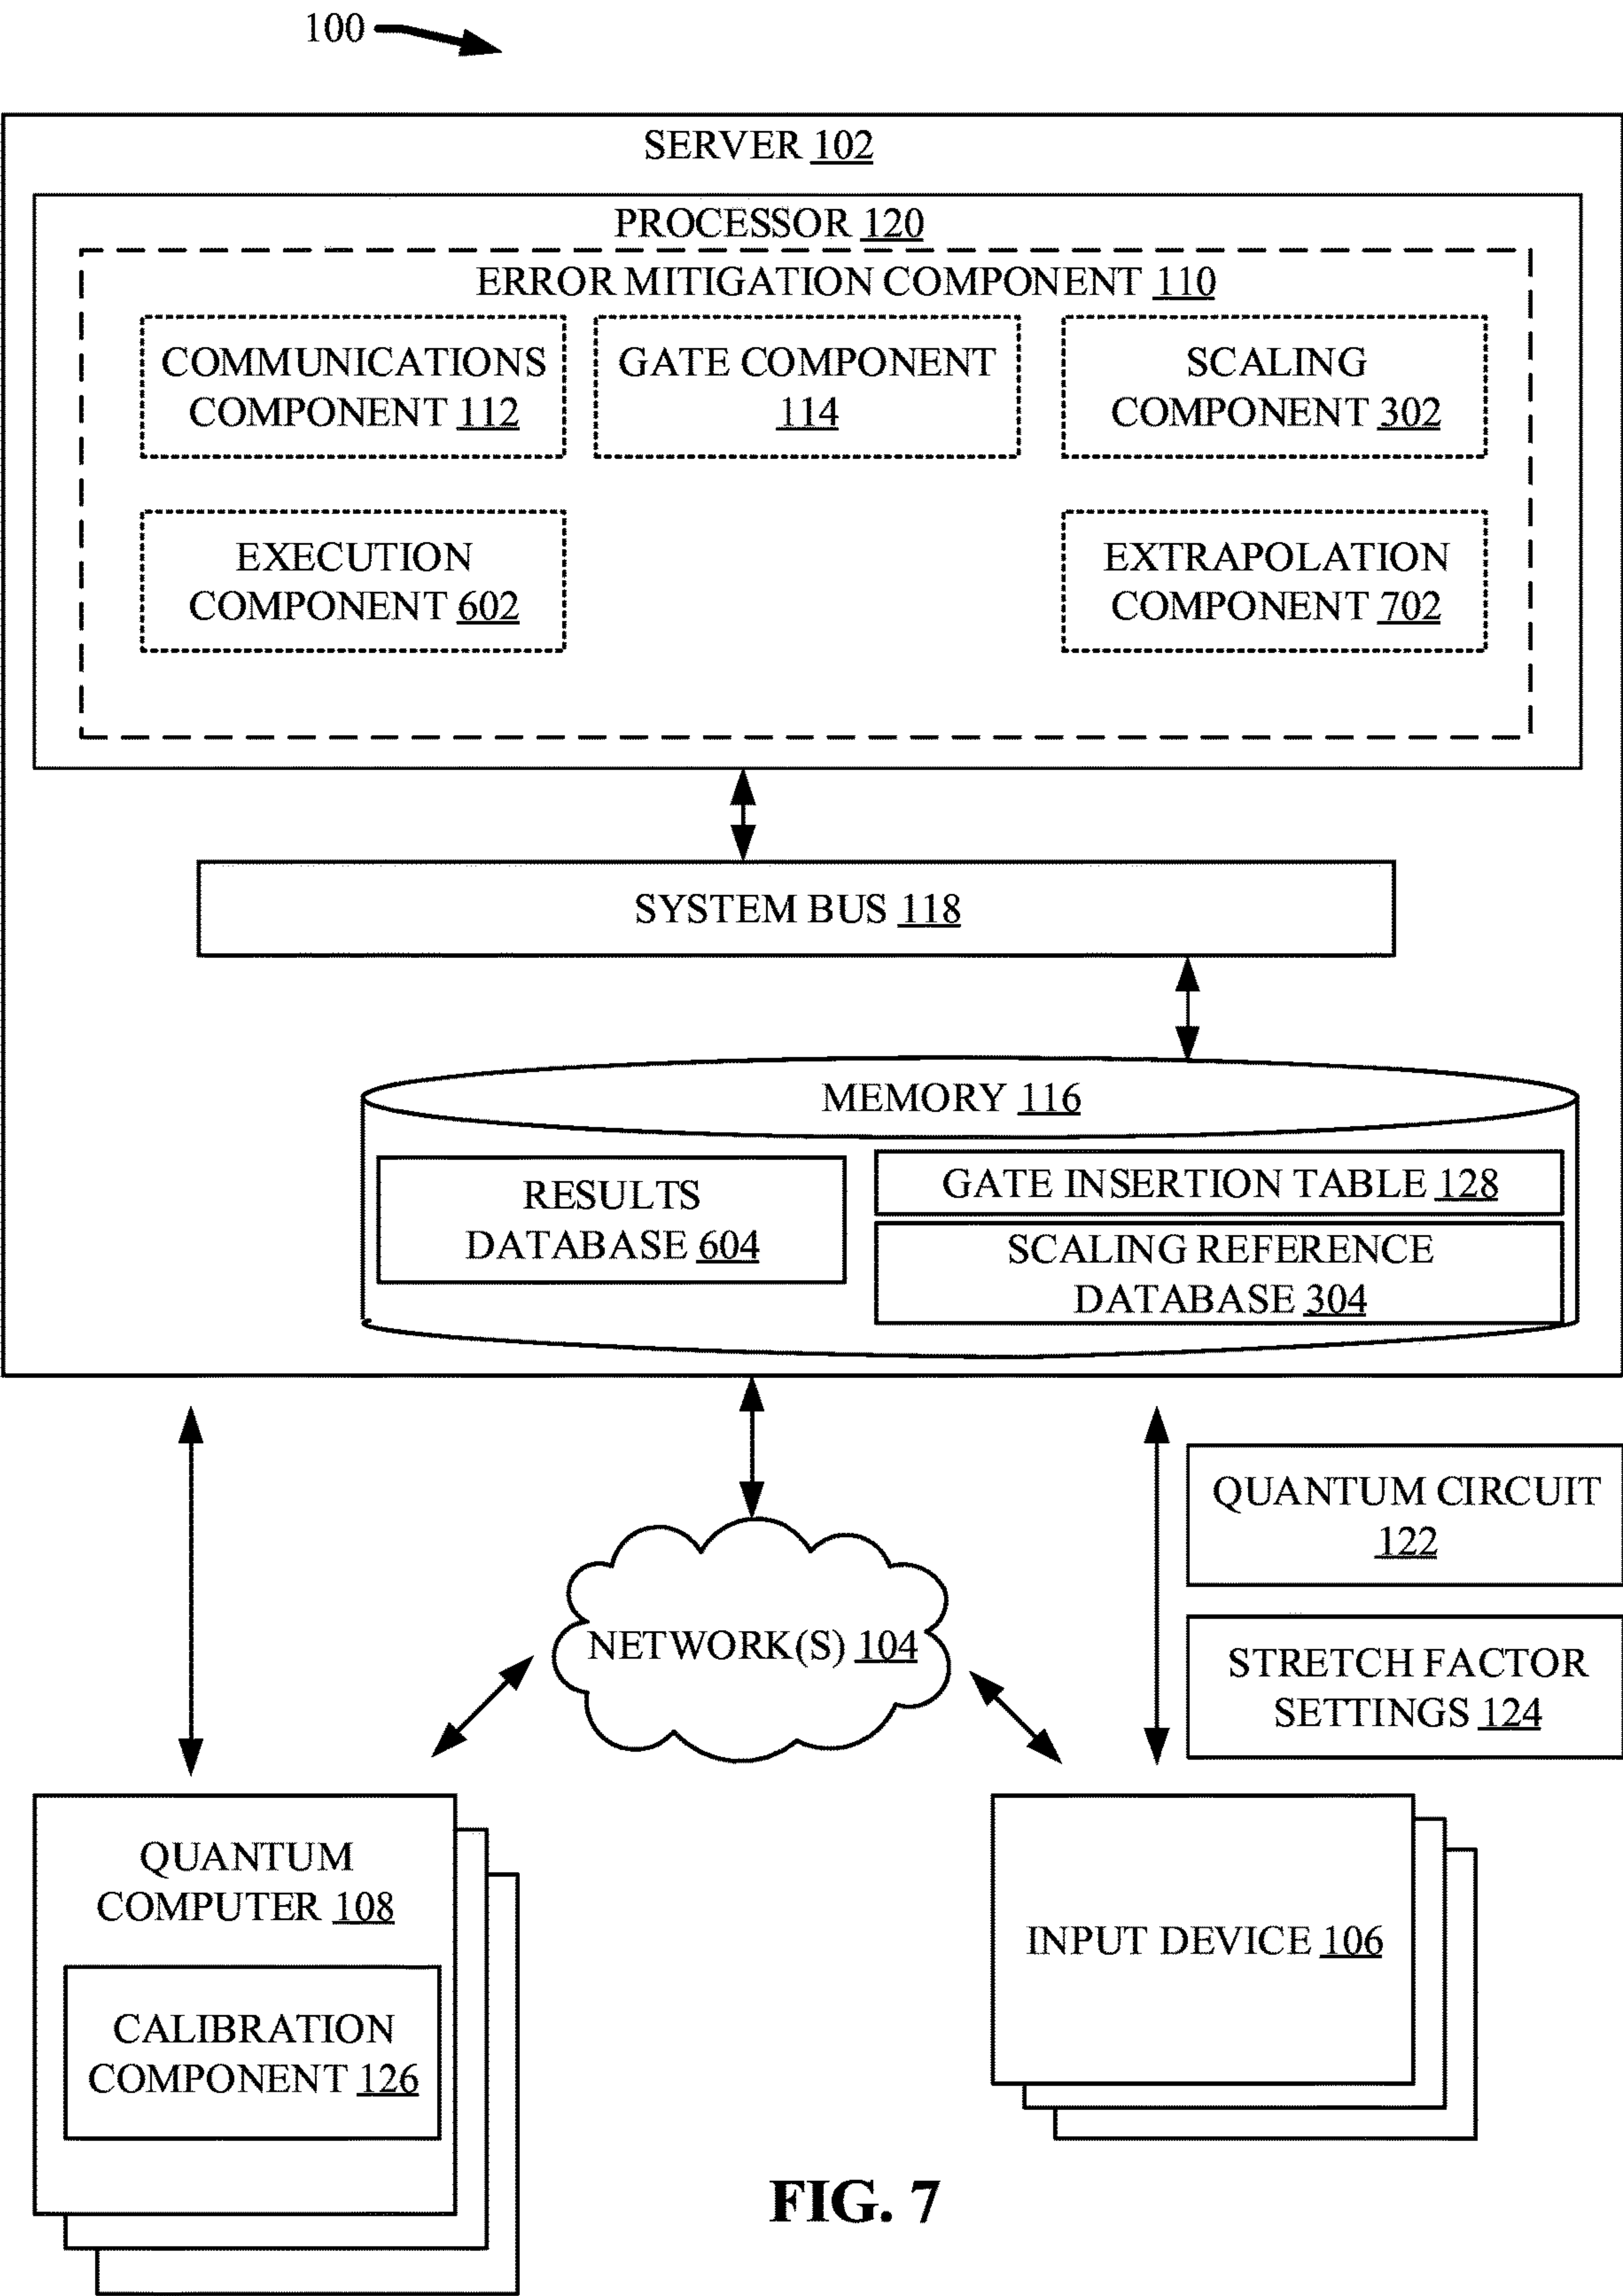 100
SERVER 102
PROCESSOR 120
ERROR MITIGATION COMPONENT 110
COMMUNICATIONS
COMPONENT 112
GATE COMPONENT
114
SCALING
COMPONENT 302
EXECUTION
COMPONENT 602
EXTRAPOLATION
COMPONENT 702
SYSTEM BUS 118
MEMORY 116
RESULTS
DATABASE 604
GATE INSERTION TABLE 128
SCALING REFERENCE
DATABASE 304
QUANTUM CIRCUIT
122
NETWORK(S) 104
STRETCH FACTOR
SETTINGS 124
QUANTUM
COMPUTER 108
CALIBRATION
COMPONENT 126
INPUT DEVICE 106
FIG. 7